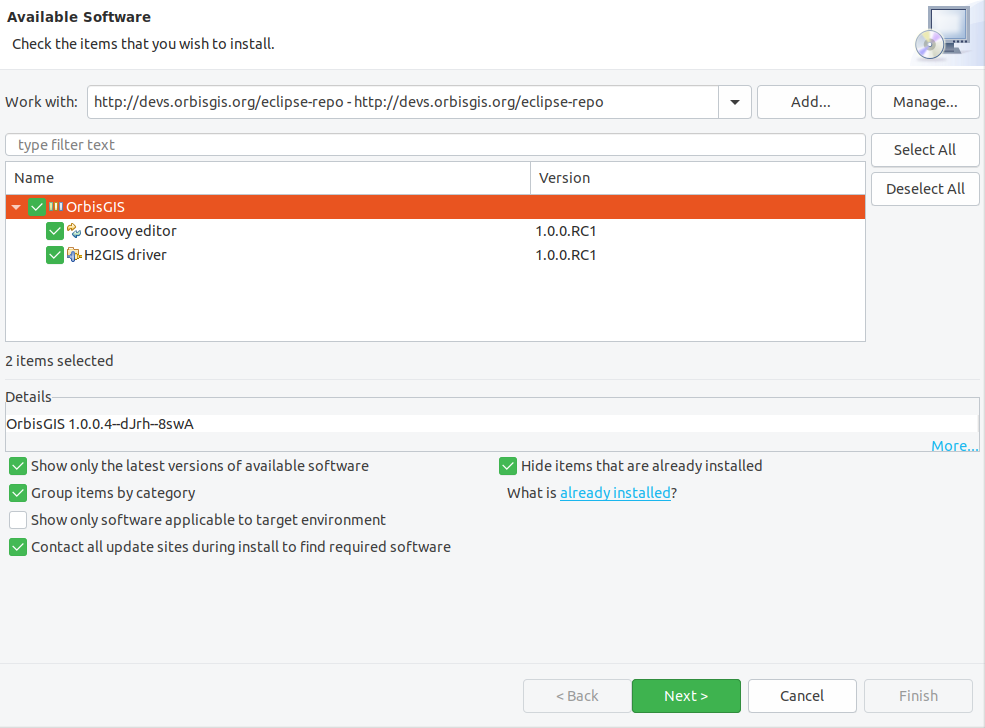 Available Software
Check the items that you wish to install.
Work with: http://devs.orbisgis.org/eclipse-repo - http://devs.orbisgis.org/eclipse-repo Add... Manage...
type filter text Select All
Name Version
Deselect All
OrbisGIS
Groovy editor 1.0.0.RC1
H2GIS driver 1.0.0.RC1
2 items selected
Details
OrbisGIS 1.0.0.4--dJrh--8swA
More...
Show only the latest versions of available software Hide items that are already installed
Group items by category What is already installed?
Show only software applicable to target environment
Contact all update sites during install to find required software
< Back Next > Cancel Finish